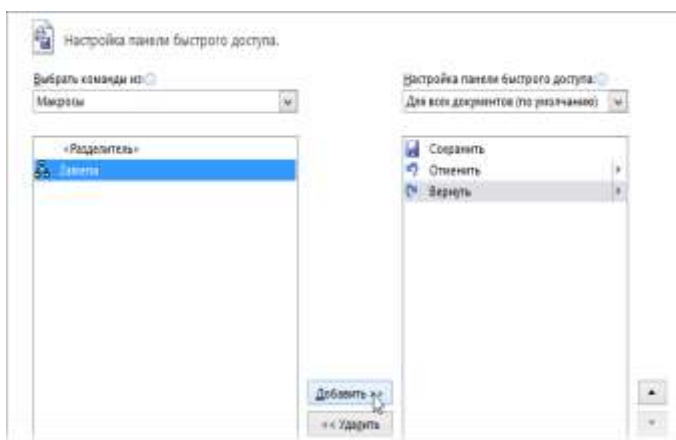 Настройка панели быстрого доступа.
Выбрать команды из:
Макросы
<Разделитель>
Замена
Настройка панели быстрого доступа:
Для всех документов (по умолчанию)
Сохранить
Отменить
Вернуть
Добавить >>
<< Удалить